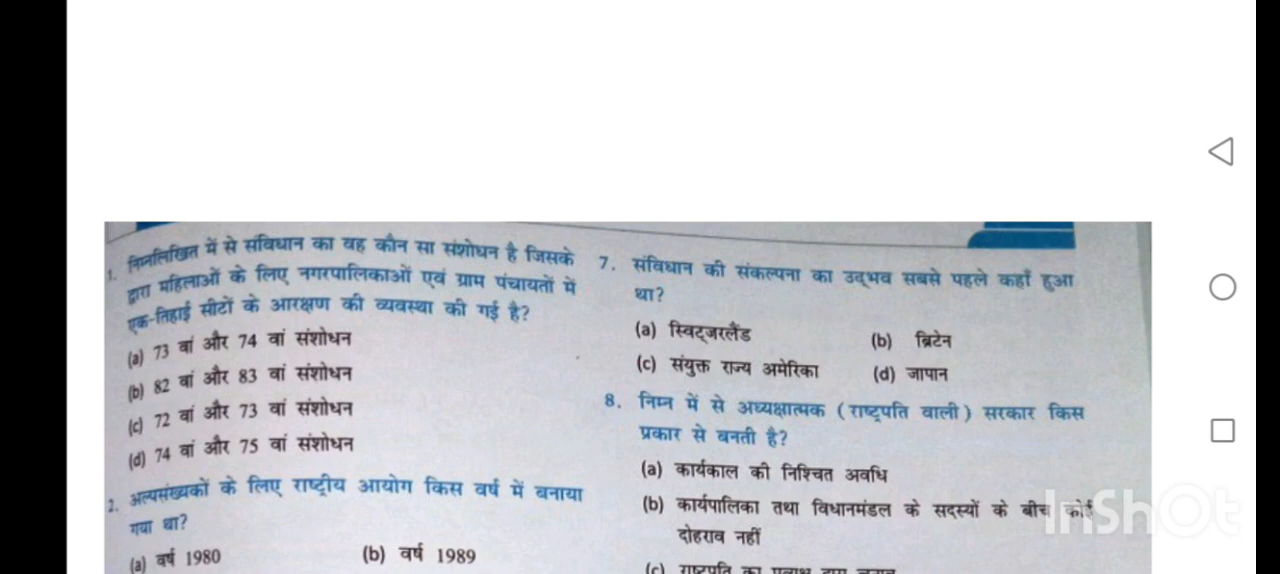 1. निम्नलिखित में से संविधान का वह कौन सा संशोधन है जिसके
द्वारा महिलाओं के लिए नगरपालिकाओं एवं ग्राम पंचायतों में
एक-तिहाई सीटों के आरक्षण की व्यवस्था की गई है?
(a) 73 वां और 74 वां संशोधन
(b) 82 वां और 83 वां संशोधन
(c) 72 वां और 73 वां संशोधन
(d) 74 वां और 75 वां संशोधन
2. अल्पसंख्यकों के लिए राष्ट्रीय आयोग किस वर्ष में बनाया
गया था?
(a) वर्ष 1980 (b) वर्ष 1989
7. संविधान की संकल्पना का उद्भव सबसे पहले कहाँ हुआ
था?
(a) स्विट्जरलैंड (b) ब्रिटेन
(c) संयुक्त राज्य अमेरिका (d) जापान
8. निम्न में से अध्यक्षात्मक (राष्ट्रपति वाली) सरकार किस
प्रकार से बनती है?
(a) कार्यकाल की निश्चित अवधि
(b) कार्यपालिका तथा विधानमंडल के सदस्यों के बीच कोई
दोहराव नहीं
(c) राष्ट्रपति का
InShOt